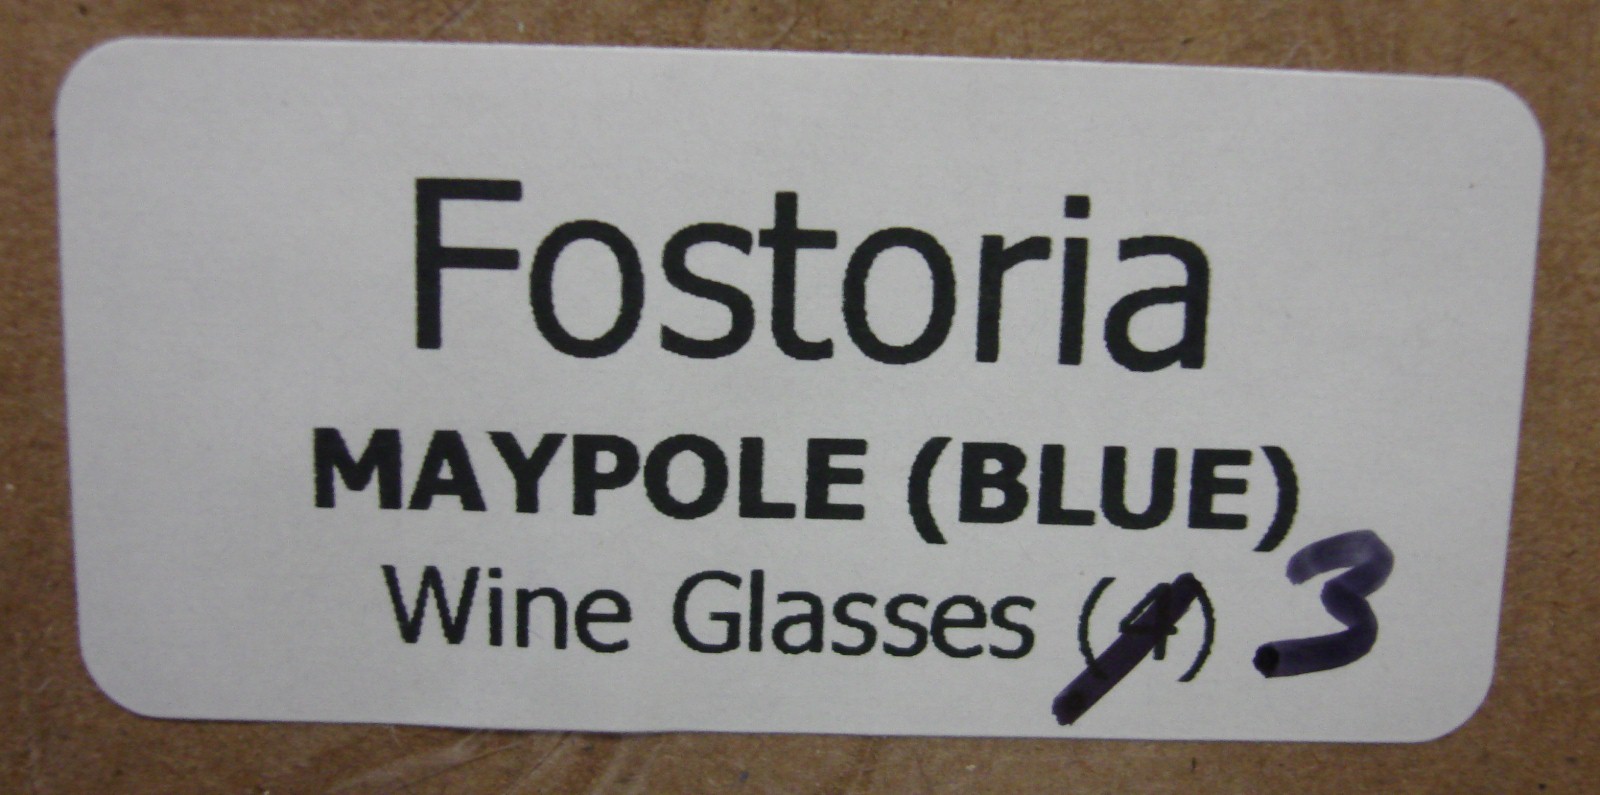 Fostoria
MAYPOLE (BLUE)
Wine Glasses (4) 3